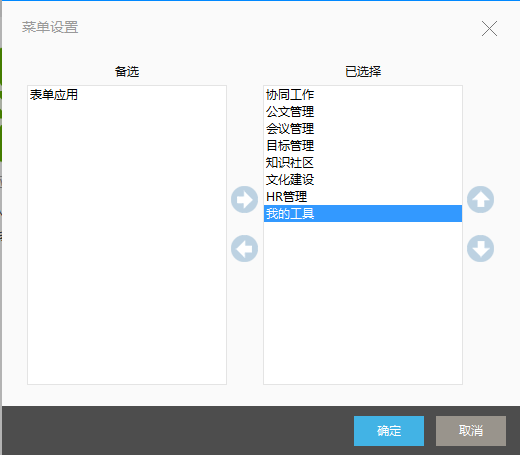 菜单设置
备选
已选择
表单应用
协同工作
公文管理
会议管理
目标管理
知识社区
文化建设
HR管理
我的工具
确定
取消